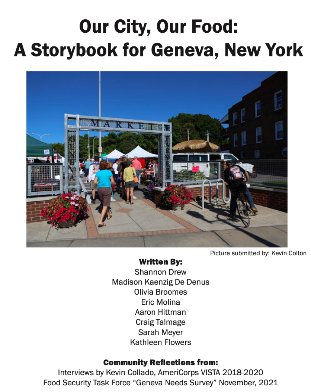 Our City, Our Food:
A Storybook for Geneva, New York
MARKET
Picture submitted by: Kevin Colton
Written By:
Shannon Drew
Madison Kaenzig De Denus
Olivia Broomes
Eric Molina
Aaron Hittman
Craig Talmage
Sarah Meyer
Kathleen Flowers
Community Reflections from:
Interviews by Kevin Collado, AmeriCorps VISTA 2018-2020
Food Security Task Force "Geneva Needs Survey" November, 2021